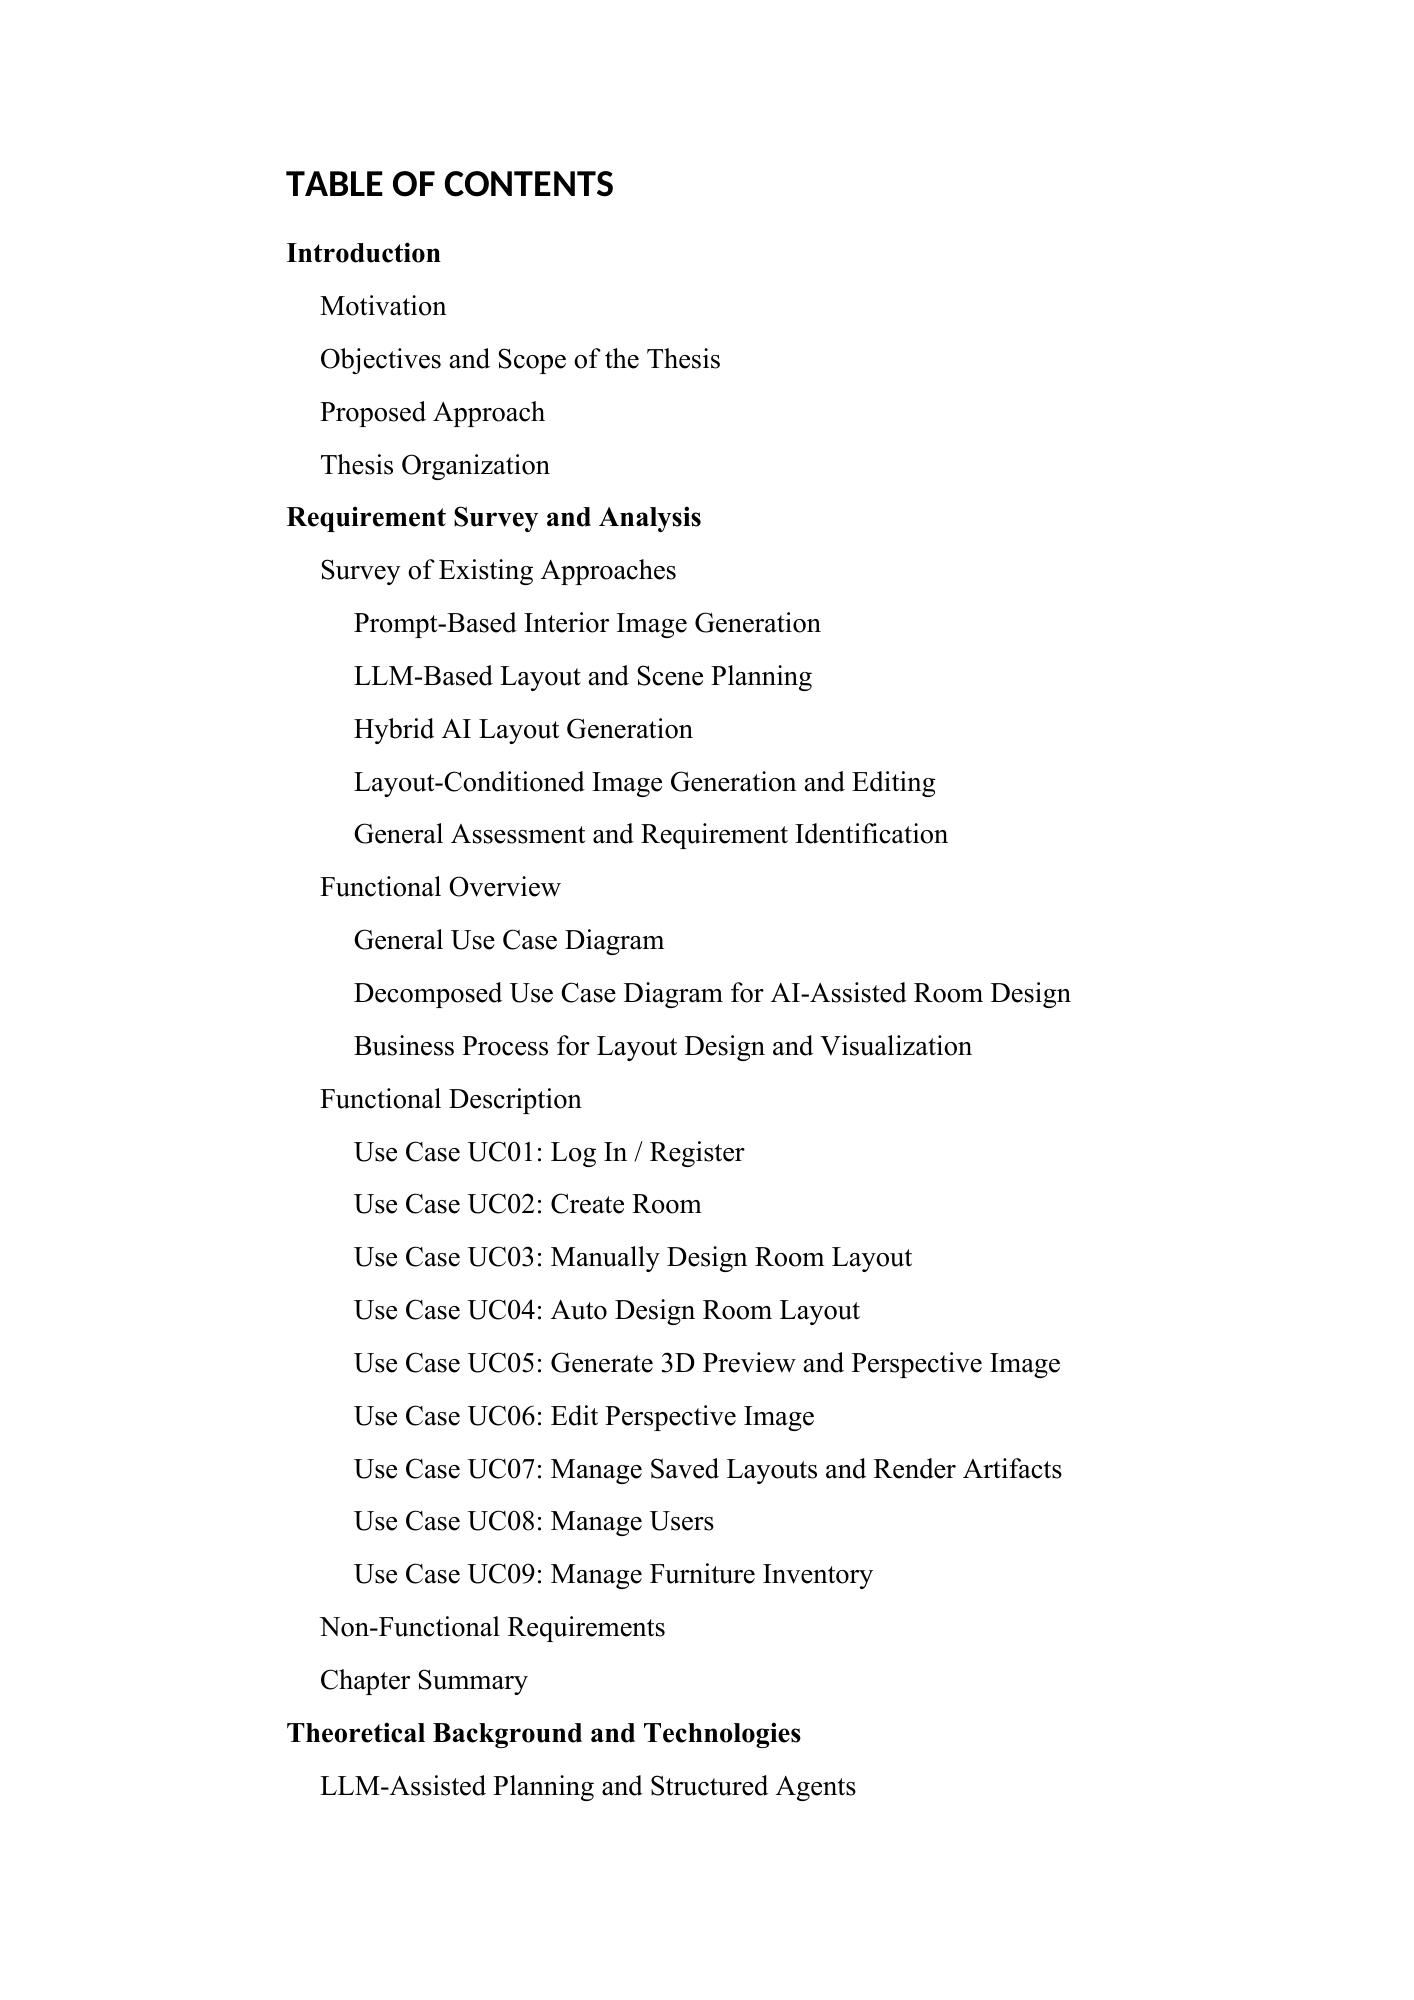 TABLE OF CONTENTS
Introduction
Motivation
Objectives and Scope of the Thesis
Proposed Approach
Thesis Organization
Requirement Survey and Analysis
Survey of Existing Approaches
Prompt-Based Interior Image Generation
LLM-Based Layout and Scene Planning
Hybrid AI Layout Generation
Layout-Conditioned Image Generation and Editing
General Assessment and Requirement Identification
Functional Overview
General Use Case Diagram
Decomposed Use Case Diagram for AI-Assisted Room Design
Business Process for Layout Design and Visualization
Functional Description
Use Case UC01: Log In / Register
Use Case UC02: Create Room
Use Case UC03: Manually Design Room Layout
Use Case UC04: Auto Design Room Layout
Use Case UC05: Generate 3D Preview and Perspective Image
Use Case UC06: Edit Perspective Image
Use Case UC07: Manage Saved Layouts and Render Artifacts
Use Case UC08: Manage Users
Use Case UC09: Manage Furniture Inventory
Non-Functional Requirements
Chapter Summary
Theoretical Background and Technologies
LLM-Assisted Planning and Structured Agents